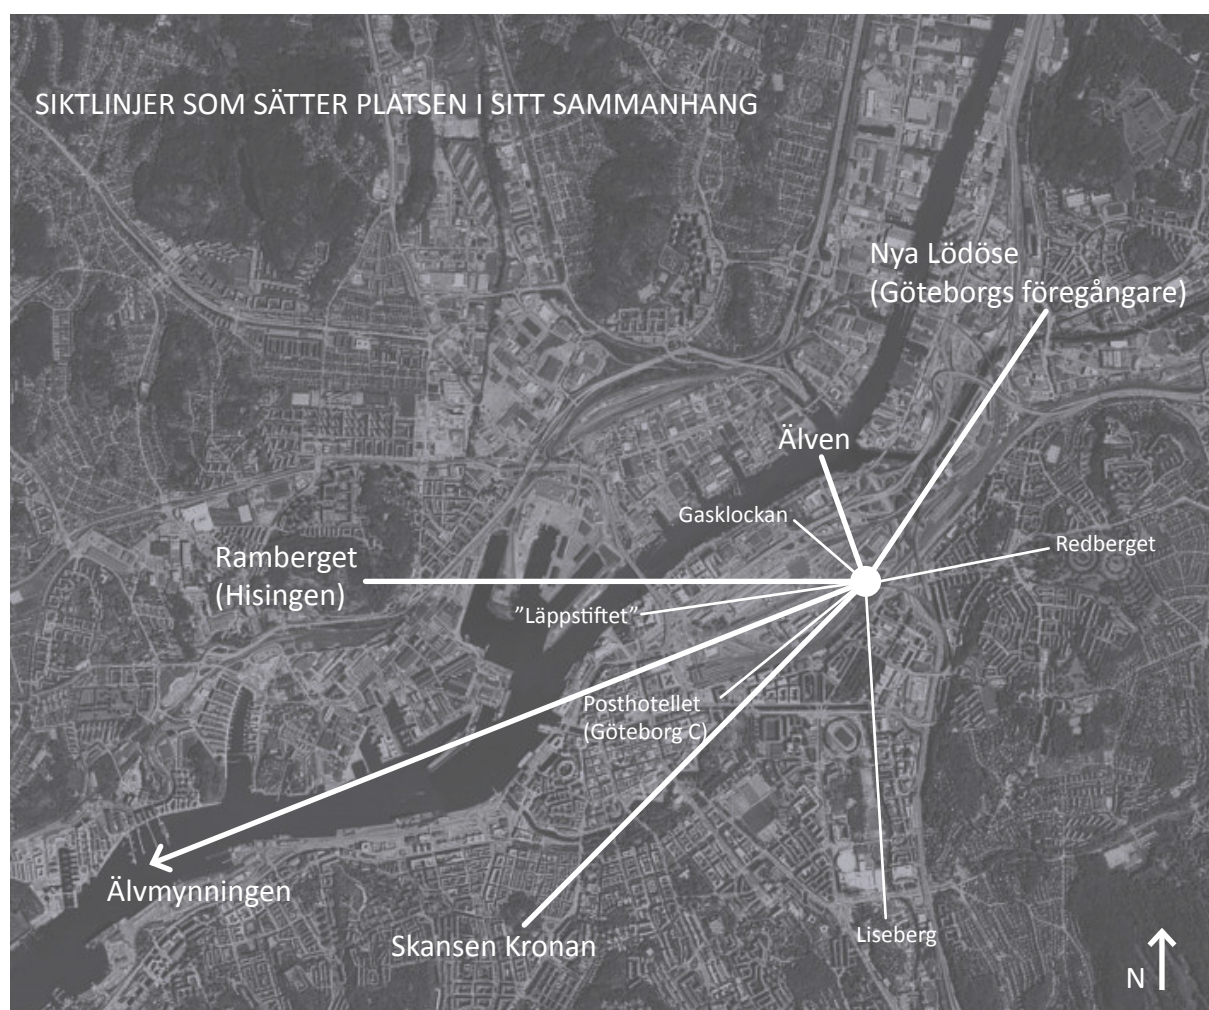 SIKTLINJER SOM SÄTTER PLATSEN I SITT SAMMANHANG
Nya Lödöse
(Göteborgs föregångare)
Älven
Gasklockan
Redberget
Ramberget
(Hisingen)
”Läppstiftet”
Posthotellet
(Göteborg C)
Älvmynningen
Skansen Kronan
Liseberg
N